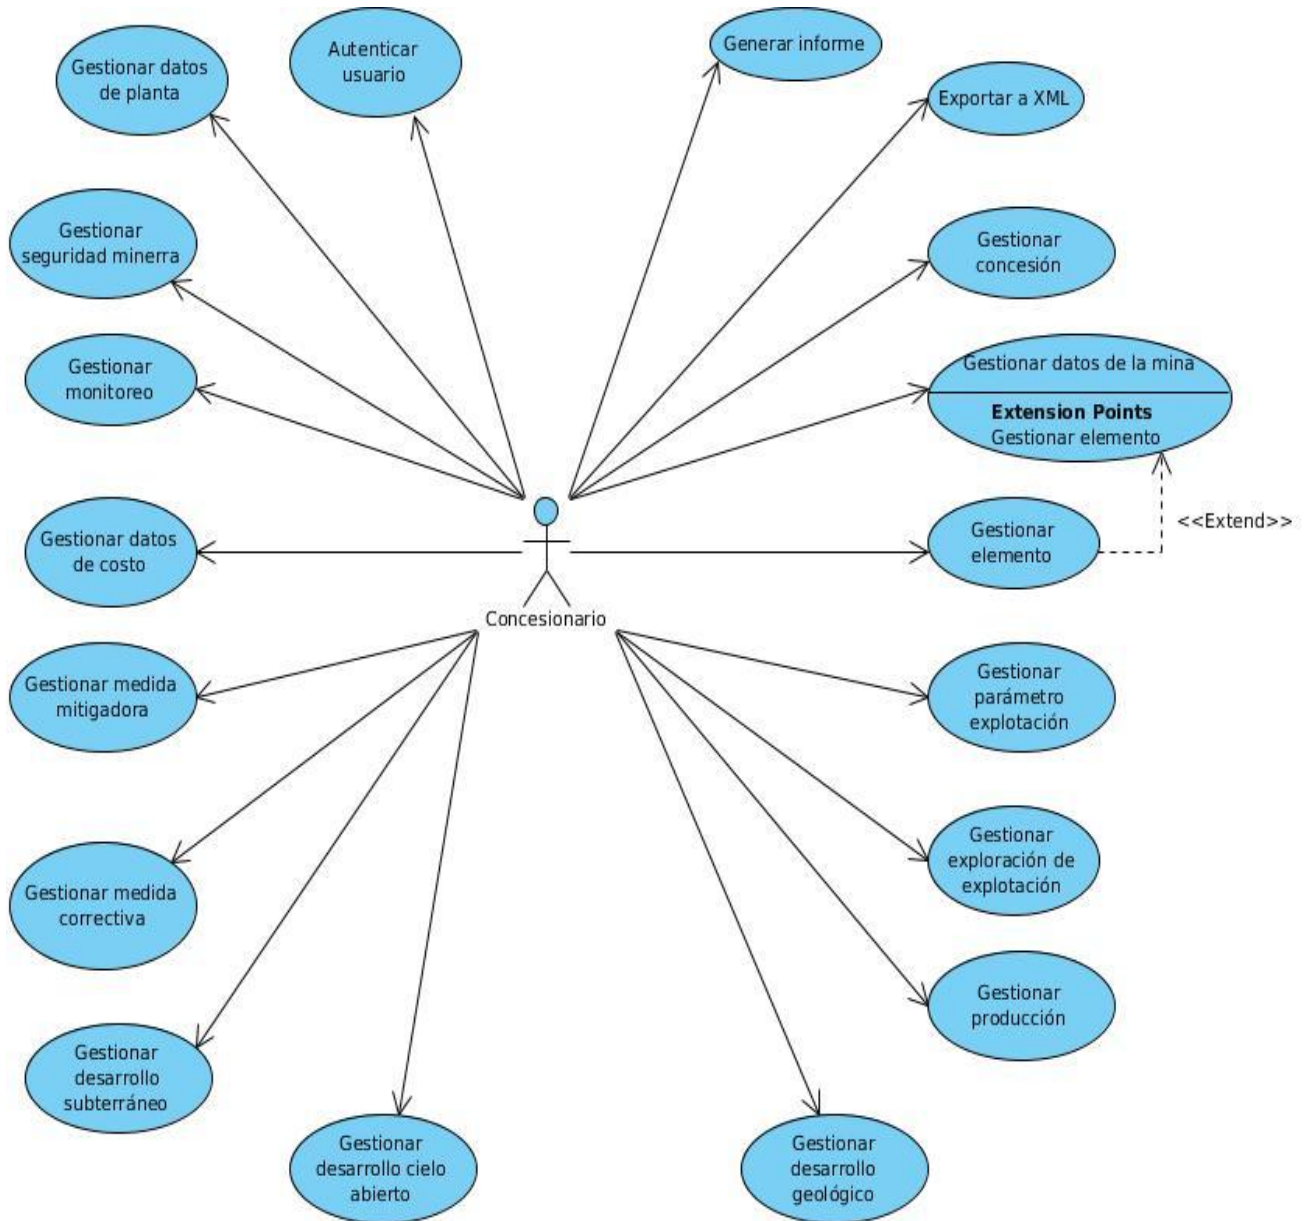 Gestionar datos
de planta
Autenticar
usuario
Generar informe
Exportar a XML
Gestionar
seguridad minerra
Gestionar
concesión
Gestionar
monitoreo
Gestionar datos de la mina
Extension Points
Gestionar elemento
Gestionar datos
de costo
Gestionar
elemento
<<Extend>>
Concesionario
Gestionar medida
mitigadora
Gestionar
parámetro
explotación
Gestionar medida
correctiva
Gestionar
exploración de
explotación
Gestionar
producción
Gestionar
desarrollo
subterráneo
Gestionar
desarrollo cielo
abierto
Gestionar
desarrollo
geológico